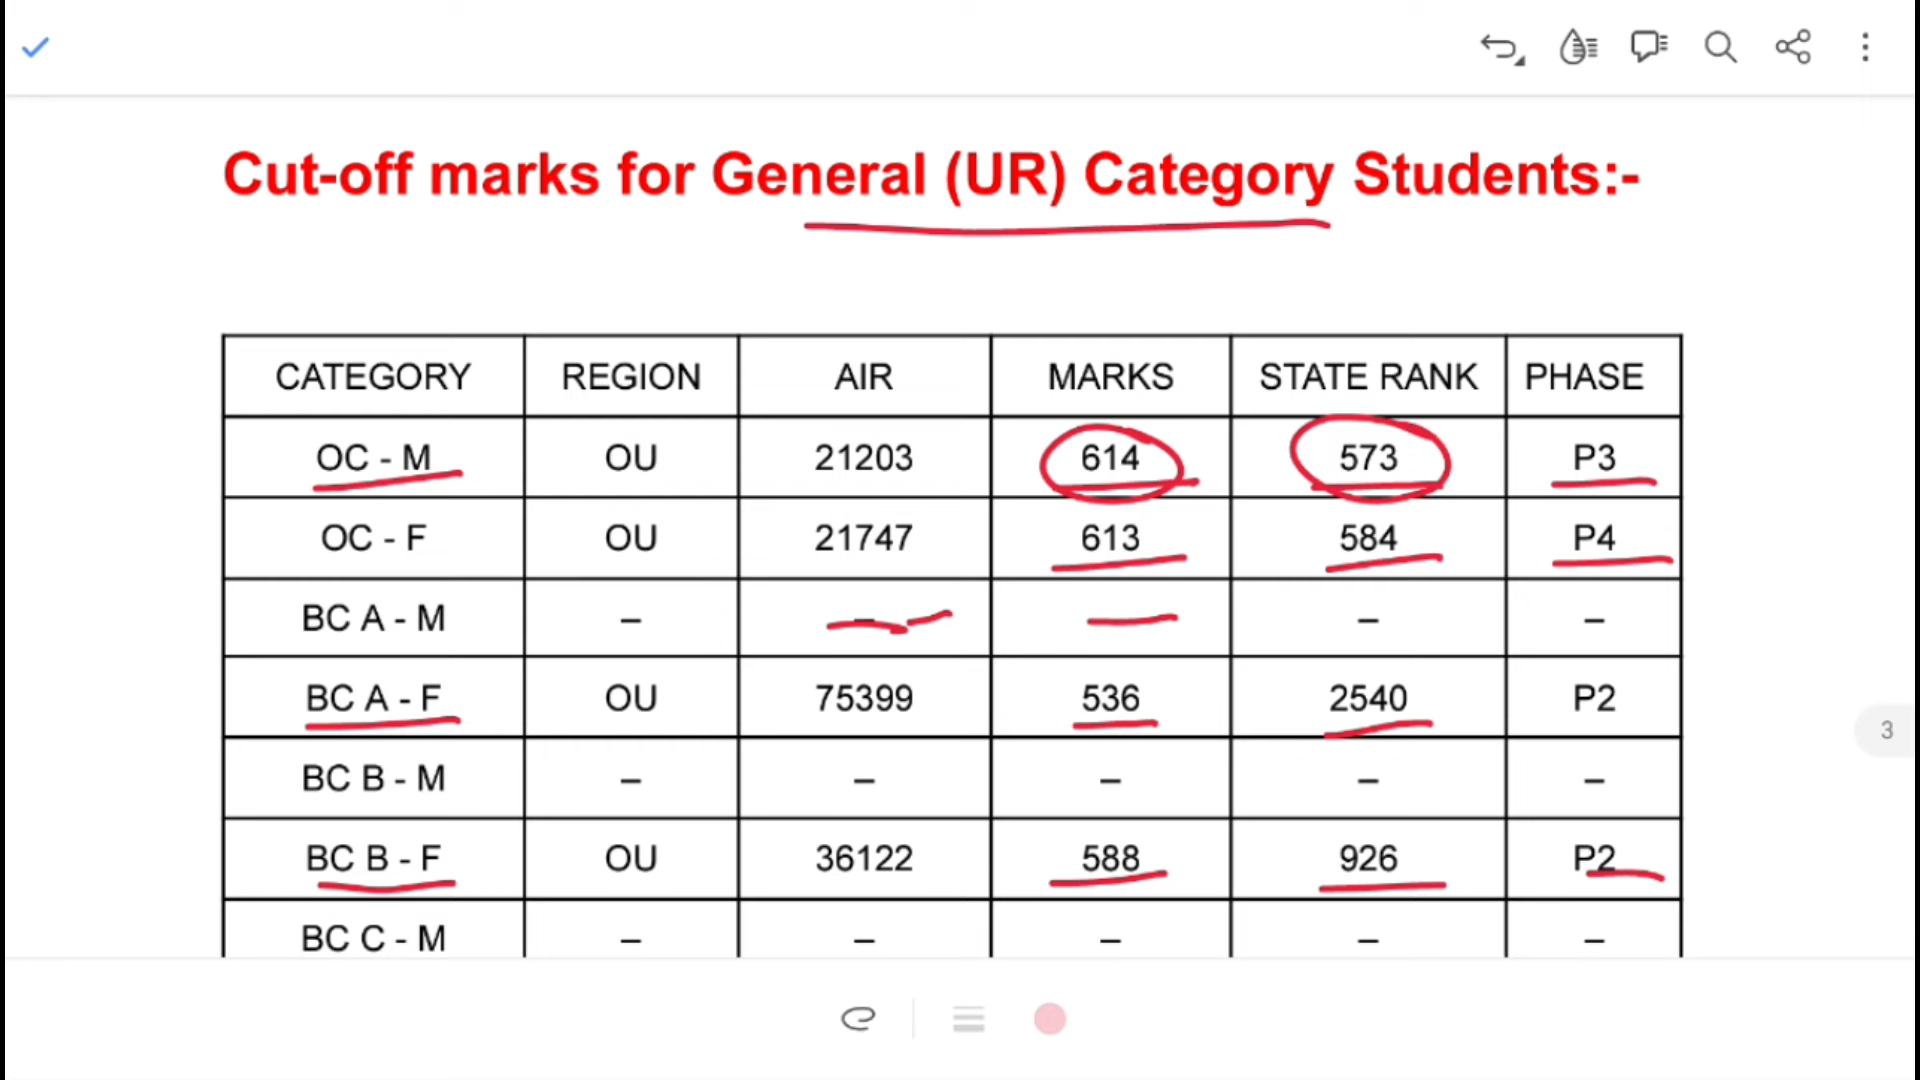 Cut-off marks for General (UR) Category Students:-
CATEGORY REGION AIR MARKS STATE RANK PHASE
OC - M OU 21203 614 573 P3
OC - F OU 21747 613 584 P4
BC A - M – – – –
BC A - F OU 75399 536 2540 P2
BC B - M – – – – –
BC B - F OU 36122 588 926 P2
BC C - M – – – – –
3